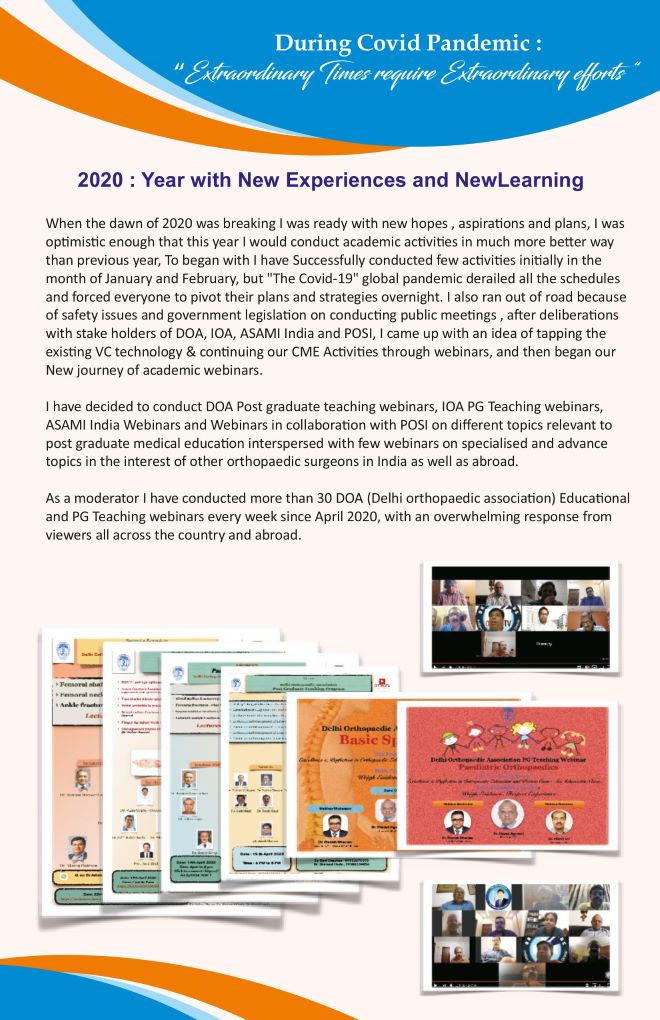 During Covid Pandemic :
“ Extraordinary Times require Extraordinary efforts “
2020 : Year with New Experiences and NewLearning
When the dawn of 2020 was breaking I was ready with new hopes , aspirations and plans, I was
optimistic enough that this year I would conduct academic activities in much more better way
than previous year, To began with I have Successfully conducted few activities initially in the
month of January and February, but "The Covid-19" global pandemic derailed all the schedules
and forced everyone to pivot their plans and strategies overnight. I also ran out of road because
of safety issues and government legislation on conducting public meetings , after deliberations
with stake holders of DOA, IOA, ASAMI India and POSI, I came up with an idea of tapping the
existing VC technology & continuing our CME Activities through webinars, and then began our
New journey of academic webinars.
I have decided to conduct DOA Post graduate teaching webinars, IOA PG Teaching webinars,
ASAMI India Webinars and Webinars in collaboration with POSI on different topics relevant to
post graduate medical education interspersed with few webinars on specialised and advance
topics in the interest of other orthopaedic surgeons in India as well as abroad.
As a moderator I have conducted more than 30 DOA (Delhi orthopaedic association) Educational
and PG Teaching webinars every week since April 2020, with an overwhelming response from
viewers all across the country and abroad.
Femoral
Femoral
Ankle
Post Graduate Teaching Program
Delhi Orthopaedic
Basic Sp
Delhi Orthopaedic Association PG Teaching Webinar
Paediatric Orthopaedics